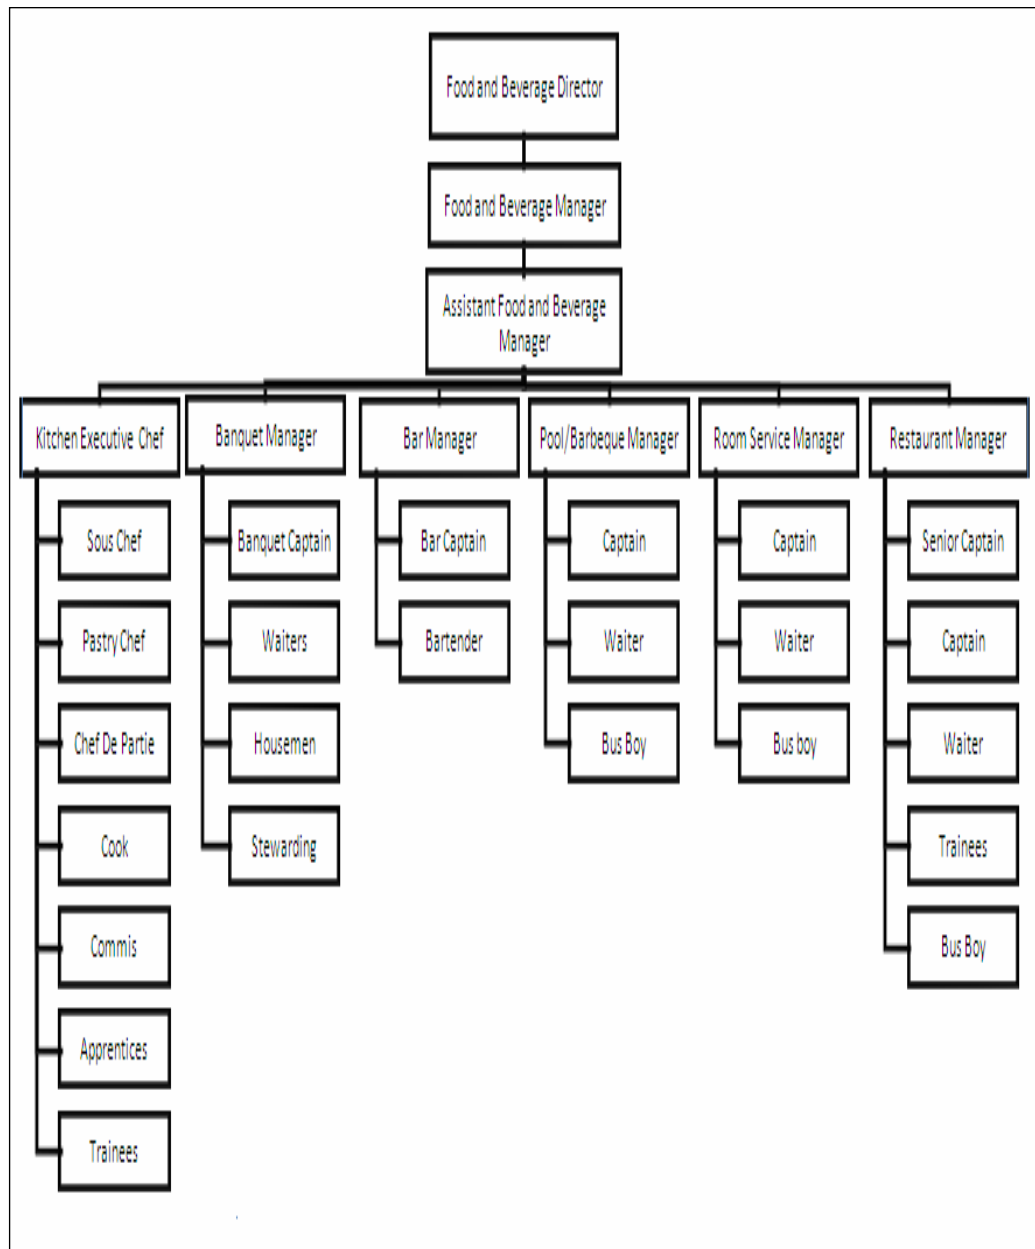 Food and Beverage Director
Food and Beverage Manager
Assistant Food and Beverage
Manager
Kitchen Executive Chef
Sous Chef
Pastry Chef
Chef De Partie
Cook
Commis
Apprentices
Trainees
Banquet Manager
Banquet Captain
Waiters
Housemen
Stewarding
Bar Manager
Bar Captain
Bartender
Pool/Barbeque Manager
Captain
Waiter
Bus Boy
Room Service Manager
Captain
Waiter
Bus boy
Restaurant Manager
Senior Captain
Captain
Waiter
Trainees
Bus Boy